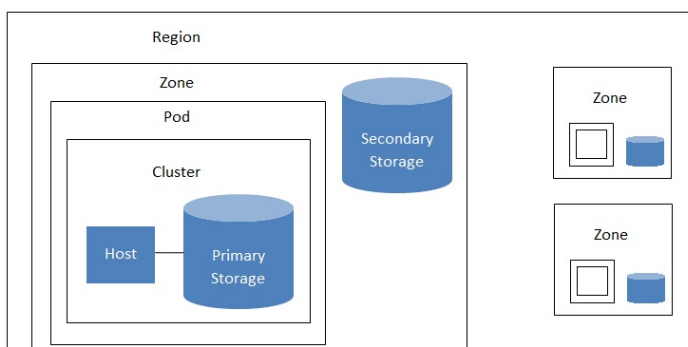 Region
Zone
Pod
Cluster
Host
Primary
Storage
Secondary
Storage
Zone
Zone